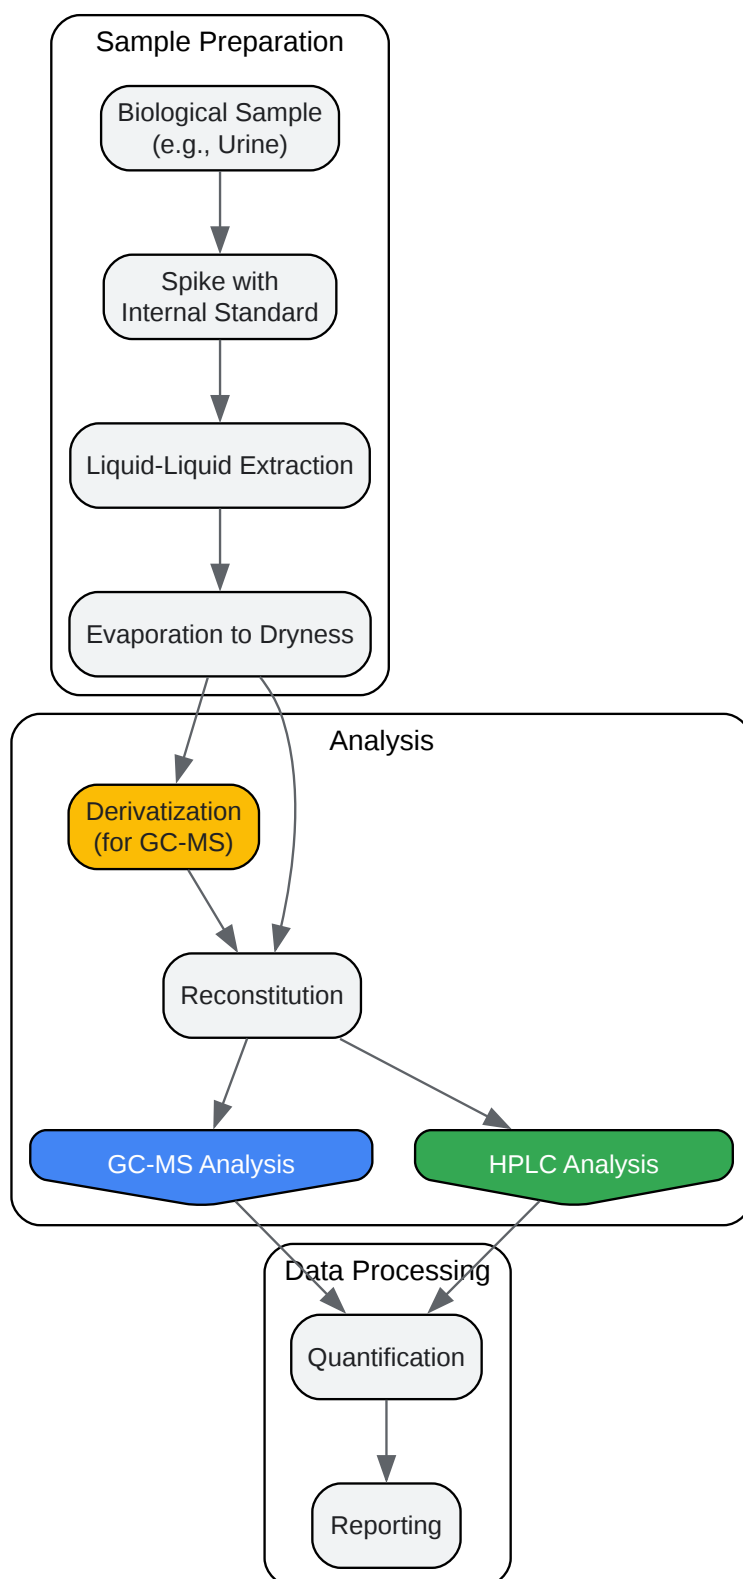 Sample Preparation
Biological Sample
(e.g., Urine)
Spike with
Internal Standard
Liquid-Liquid Extraction
Evaporation to Dryness
Analysis
Derivatization
(for GC-MS)
Reconstitution
GC-MS Analysis
HPLC Analysis
Data Processing
Quantification
Reporting